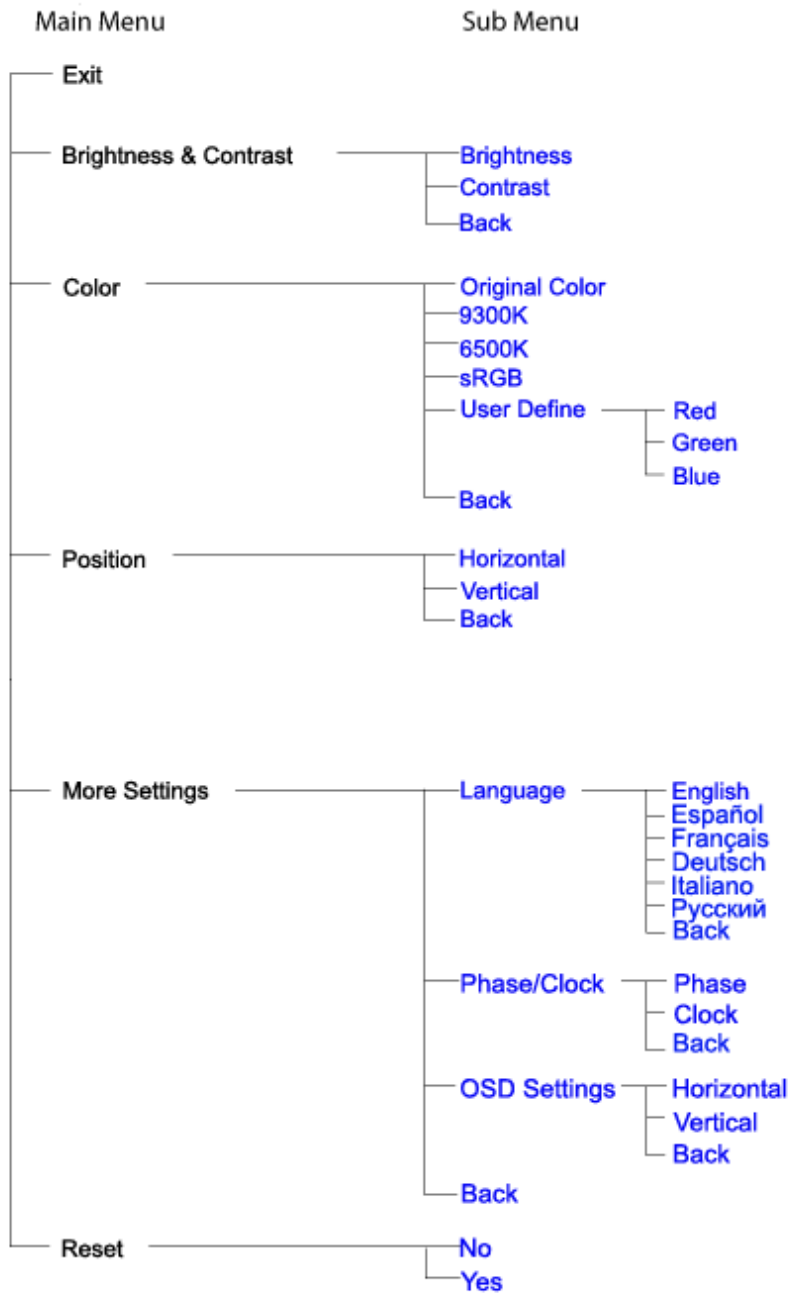 Main Menu Sub Menu
Exit
Brightness & Contrast Brightness
Contrast
Back
Color Original Color
9300K
6500K
sRGB
User Define Red
Green
Blue
Back
Position Horizontal
Vertical
Back
More Settings Language English
Español
Français
Deutsch
Italiano
Русский
Back
Phase/Clock Phase
Clock
Back
OSD Settings Horizontal
Vertical
Back
Back
Reset No
Yes